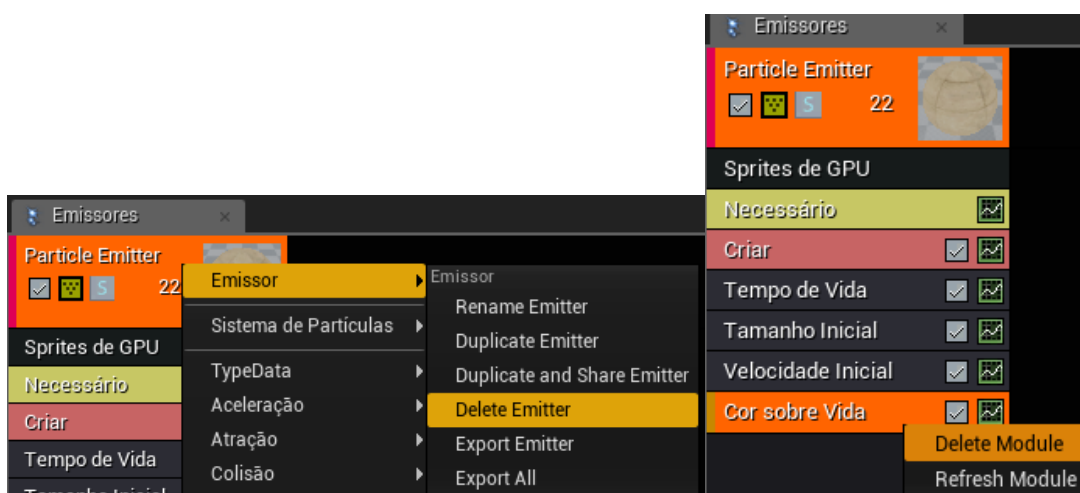 Emissores
Particle Emitter
22
Emissor
Sistema de Partículas
TypeData
Aceleração
Atração
Colisão
Emissor
Rename Emitter
Duplicate Emitter
Duplicate and Share Emitter
Delete Emitter
Export Emitter
Export All
Sprites de GPU
Necessário
Criar
Tempo de Vida
Emissores
Particle Emitter
S 22
Sprites de GPU
Necessário
Criar
Tempo de Vida
Tamanho Inicial
Velocidade Inicial
Cor sobre Vida
Delete Module
Refresh Module